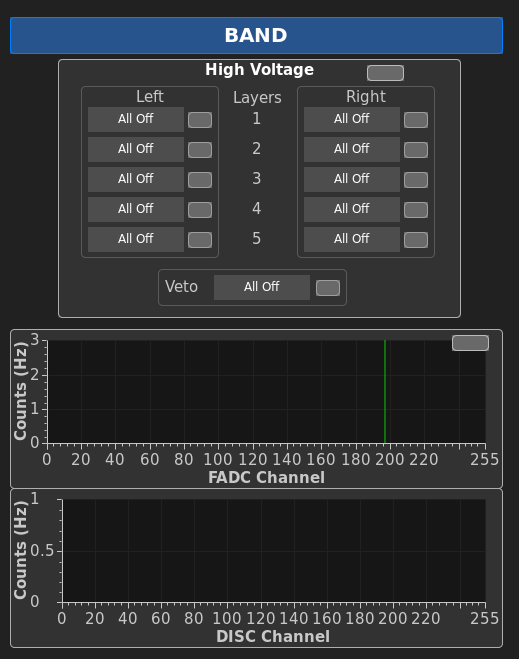 BAND
High Voltage
Left Layers Right
All Off 1 All Off
All Off 2 All Off
All Off 3 All Off
All Off 4 All Off
All Off 5 All Off
Veto All Off
Counts (Hz)
3
2
1
0
0 20 40 60 80 100 120 140 160 180 200 220 255
FADC Channel
Counts (Hz)
1
0.5
0
0 20 40 60 80 100 120 140 160 180 200 220 255
DISC Channel